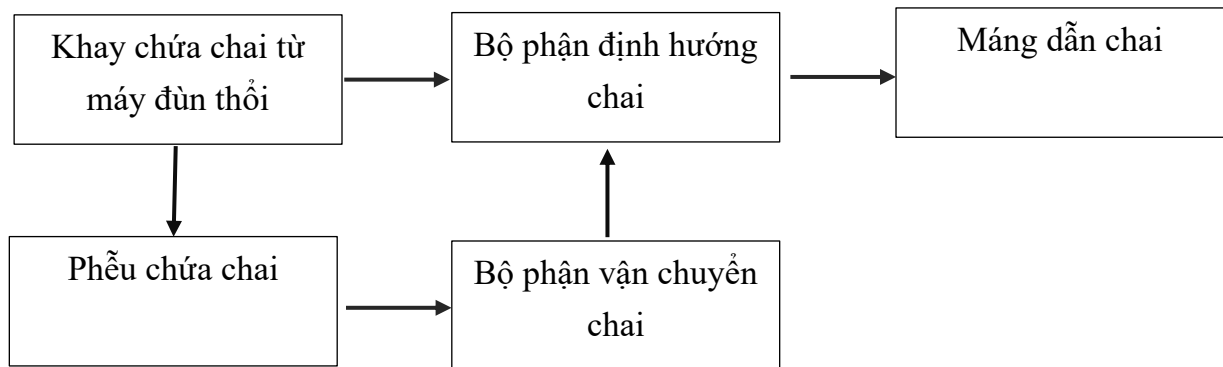 Khay chứa chai từ
máy đùn thổi
Bộ phận định hướng
chai
Máng dẫn chai
Phễu chứa chai
Bộ phận vận chuyển
chai